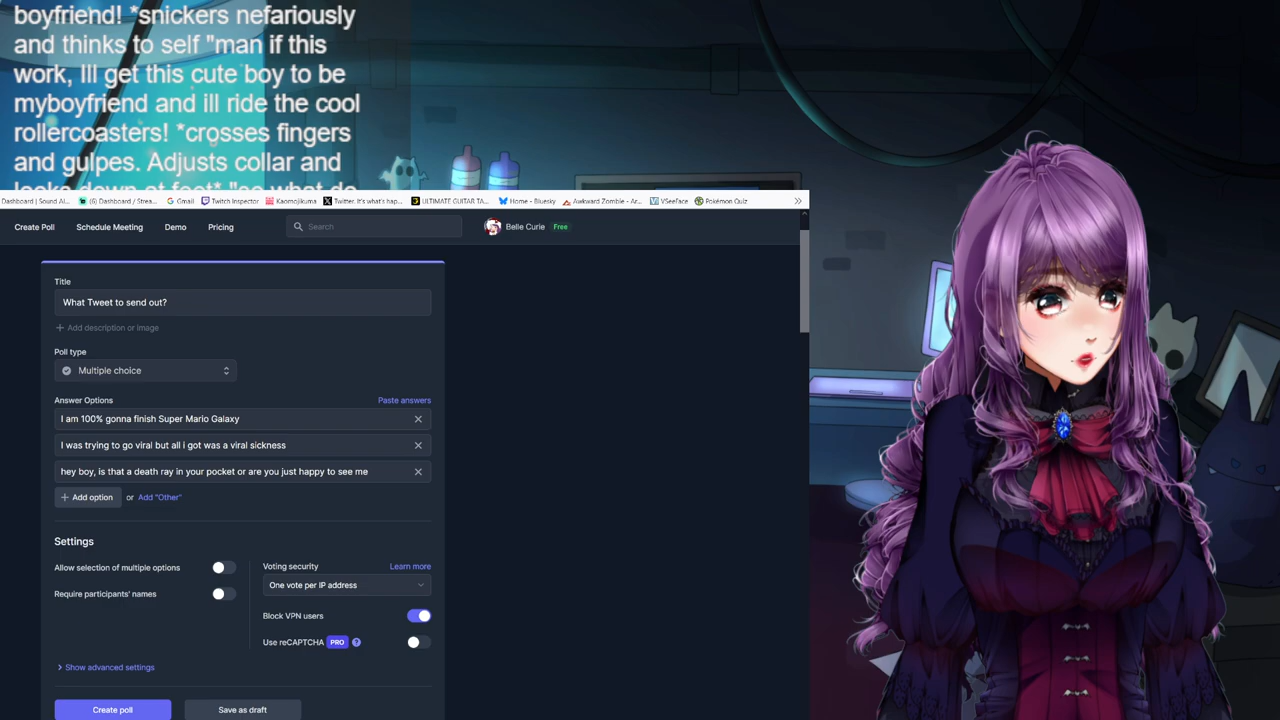 boyfriend! *snickers nefariously
and thinks to self "man if this
work, Ill get this cute boy to be
myboyfriend and ill ride the cool
rollercoasters! *crosses fingers
and gulpes. Adjusts collar and
looks down at feet* "so what do
Dashboard | Sound Al...
(6) Dashboard / Strea...
Gmail
Twitch Inspector
Kaomojikuma
Twitter. It's what's hap...
ULTIMATE GUITAR TA...
Home - Bluesky
Awkward Zombie - Ar...
VSeeFace
Pokémon Quiz
Create Poll
Schedule Meeting
Demo
Pricing
Search
Belle Curie Free
Title
What Tweet to send out?
Add description or image
Poll type
Multiple choice
Answer Options
Paste answers
I am 100% gonna finish Super Mario Galaxy
I was trying to go viral but all i got was a viral sickness
hey boy, is that a death ray in your pocket or are you just happy to see me
Add option or Add "Other"
Settings
Allow selection of multiple options
Require participants' names
Voting security
Learn more
One vote per IP address
Block VPN users
Use reCAPTCHA PRO ?
Show advanced settings
Create poll
Save as draft